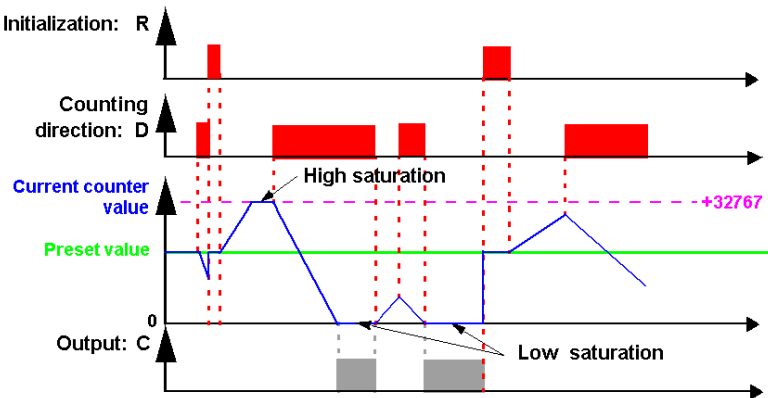 Initialization: R
Counting
direction: D
High saturation
Current counter
value
+32767
Preset value
0
Output: C
Low saturation